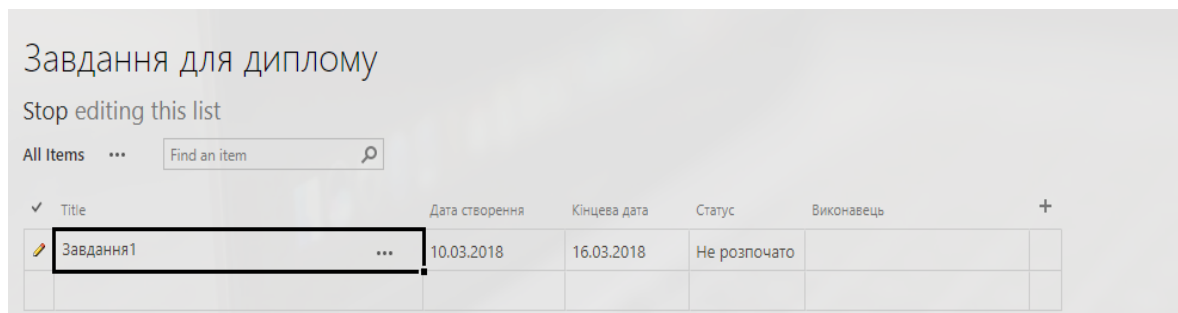 Завдання для диплому
Stop editing this list
All Items ••• Find an item
Title Дата створення Кінцева дата Статус Виконавець +
Завдання1 ••• 10.03.2018 16.03.2018 Не розпочато